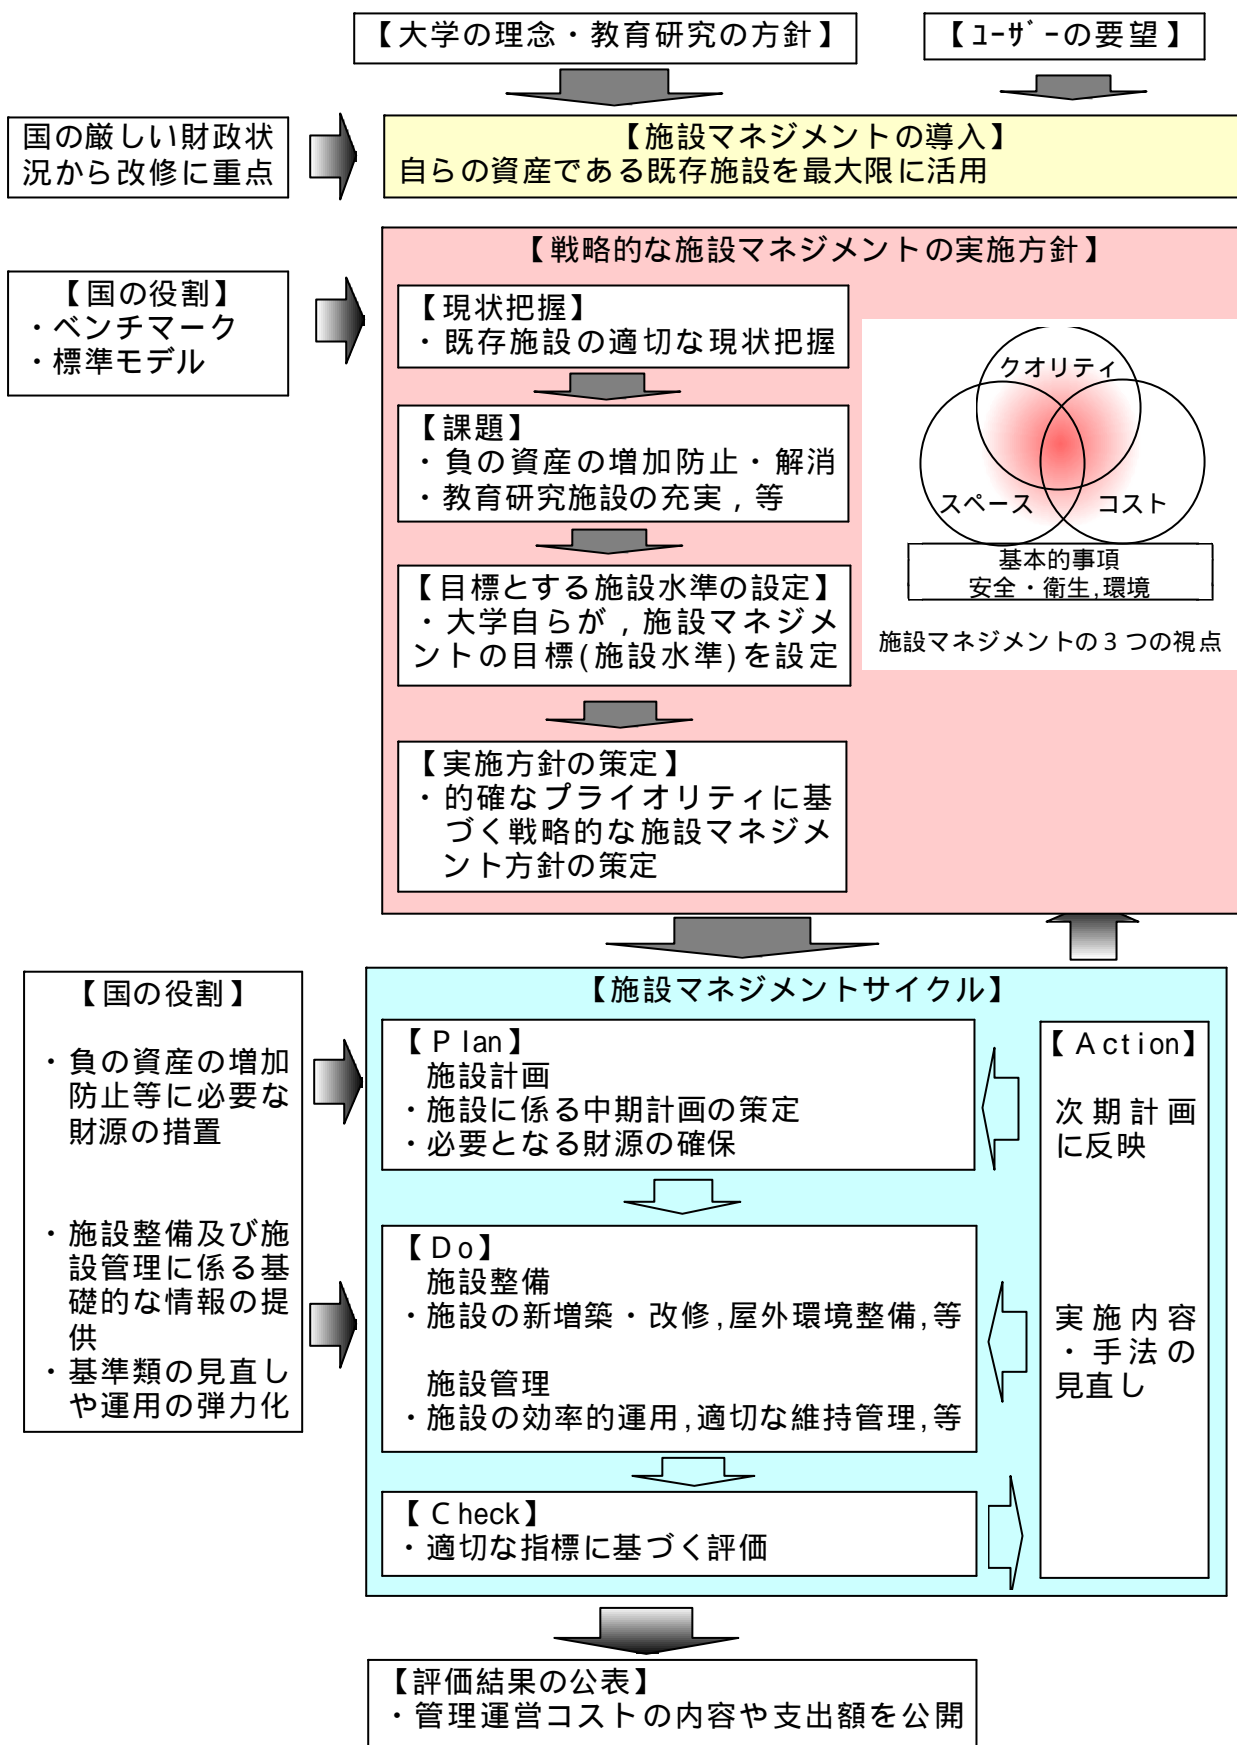 【大学の理念・教育研究の方針】
【ﾕｰｻﾞｰの要望】
国の厳しい財政状
況から改修に重点
【施設マネジメントの導入】
自らの資産である既存施設を最大限に活用
【戦略的な施設マネジメントの実施方針】
【国の役割】
・ベンチマーク
・標準モデル
【現状把握】
・既存施設の適切な現状把握
【課題】
・負の資産の増加防止・解消
・教育研究施設の充実，等
【目標とする施設水準の設定】
・大学自らが，施設マネジメ
ントの目標(施設水準)を設定
【実施方針の策定】
・的確なプライオリティに基
づく戦略的な施設マネジメ
ント方針の策定
クオリティ
スペース
コスト
基本的事項
安全・衛生,環境
施設マネジメントの３つの視点
【国の役割】
・負の資産の増加
防止等に必要な
財源の措置
・施設整備及び施
設管理に係る基
礎的な情報の提
供
・基準類の見直し
や運用の弾力化
【施設マネジメントサイクル】
【Plan】
施設計画
・施設に係る中期計画の策定
・必要となる財源の確保
【Do】
施設整備
・施設の新増築・改修,屋外環境整備,等
施設管理
・施設の効率的運用,適切な維持管理,等
【Check】
・適切な指標に基づく評価
【Action】
次期計画
に反映
実施内容
・手法の
見直し
【評価結果の公表】
・管理運営コストの内容や支出額を公開